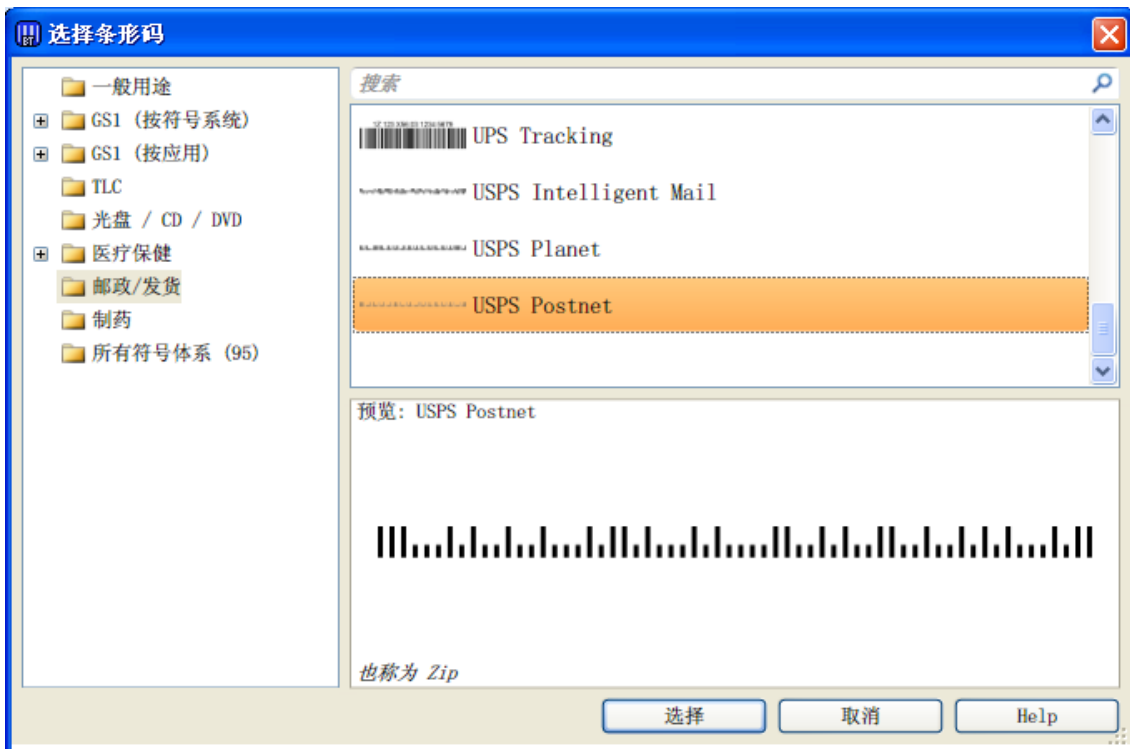 选择条形码
一般用途
GS1 (按符号系统)
GS1 (按应用)
TLC
光盘 / CD / DVD
医疗保健
邮政/发货
制药
所有符号体系 (95)
搜索
UPS Tracking
USPS Intelligent Mail
USPS Planet
USPS Postnet
预览: USPS Postnet
也称为 Zip
选择
取消
Help